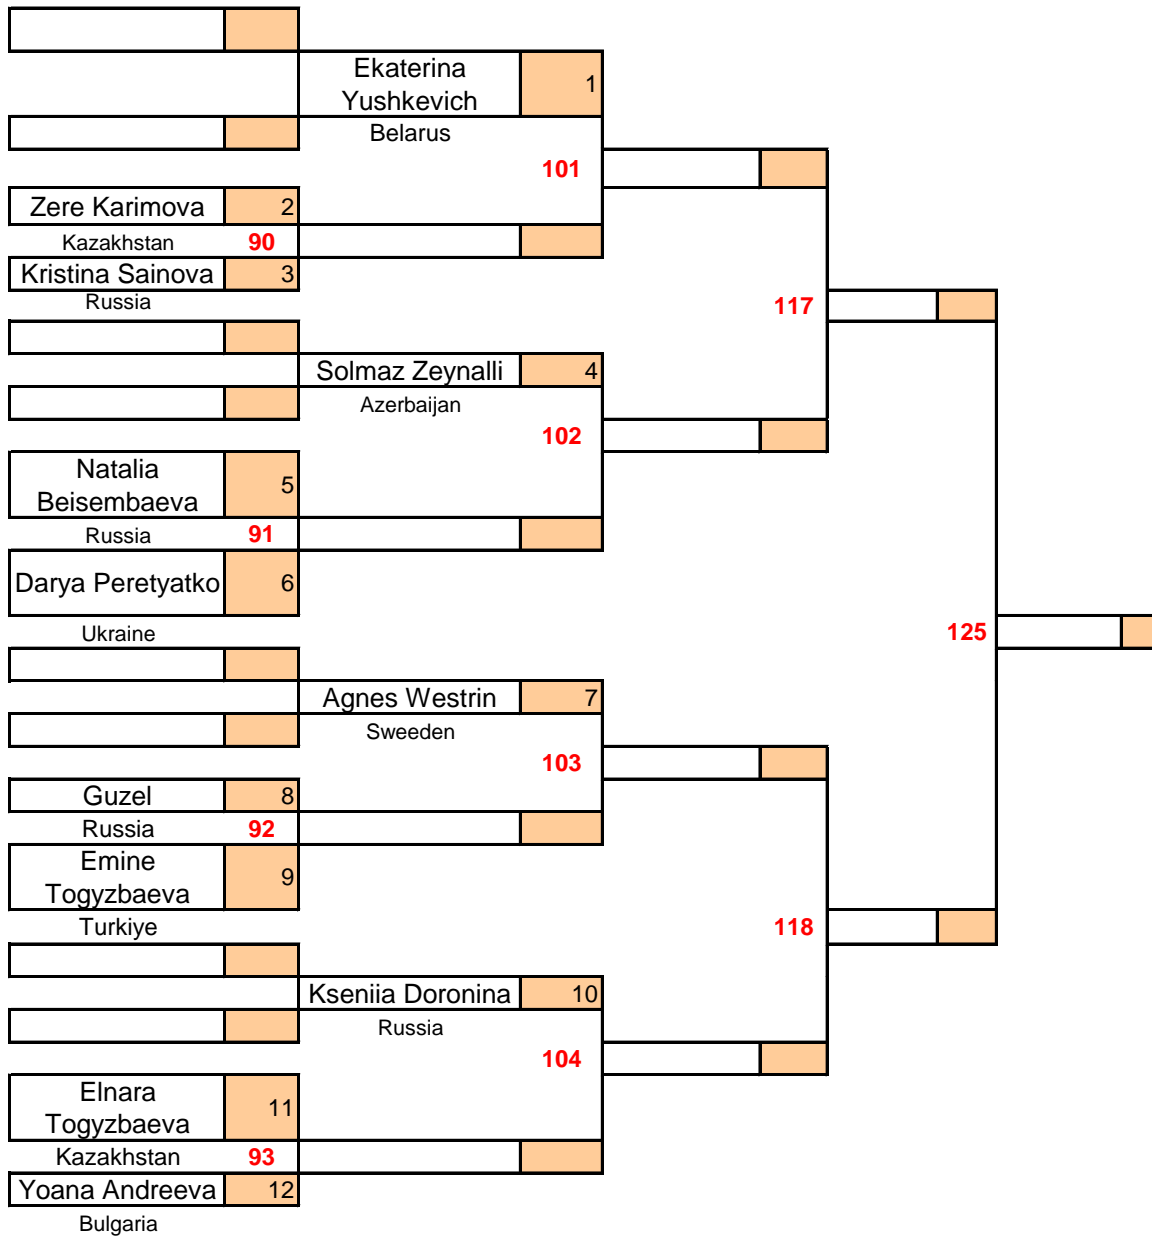 Ekaterina
Yushkevich
1
Belarus
101
Zere Karimova 2
Kazakhstan 90
Kristina Sainova 3
Russia
117
Solmaz Zeynalli 4
Azerbaijan
102
Natalia
Beisembaeva
5
Russia 91
Darya Peretyatko 6
Ukraine
125
Agnes Westrin 7
Sweeden
103
Guzel 8
Russia 92
Emine
Togyzbaeva
9
Turkiye
118
Kseniia Doronina 10
Russia
104
Elnara
Togyzbaeva
11
Kazakhstan 93
Yoana Andreeva 12
Bulgaria